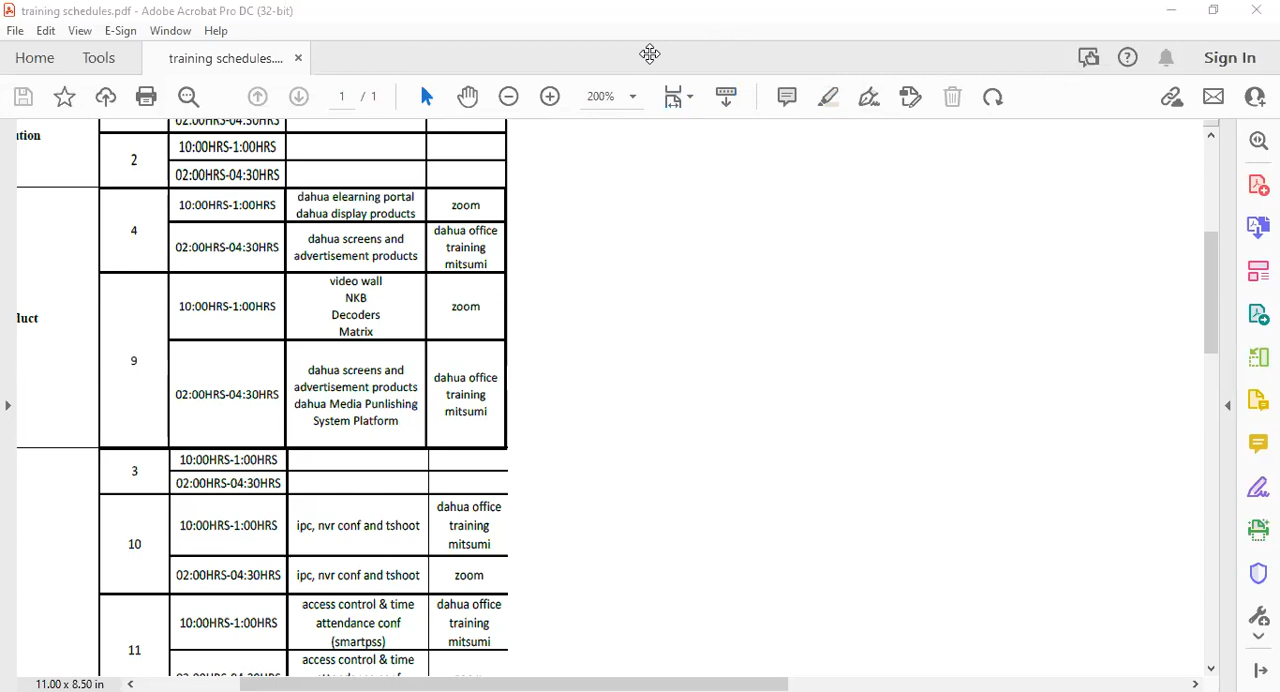 training schedules.pdf - Adobe Acrobat Pro DC (32-bit)
File Edit View E-Sign Window Help
Home Tools training schedules.... × Sign In
1 / 1 200%
ution
02:00HRS-04:30HRS
2
10:00HRS-1:00HRS
02:00HRS-04:30HRS
duct
4
10:00HRS-1:00HRS
dahua elearning portal
dahua display products
zoom
02:00HRS-04:30HRS
dahua screens and
advertisement products
dahua office
training
mitsumi
9
10:00HRS-1:00HRS
video wall
NKB
Decoders
Matrix
zoom
02:00HRS-04:30HRS
dahua screens and
advertisement products
dahua Media Punlishing
System Platform
dahua office
training
mitsumi
3
10:00HRS-1:00HRS
02:00HRS-04:30HRS
10
10:00HRS-1:00HRS
ipc, nvr conf and tshoot
dahua office
training
mitsumi
02:00HRS-04:30HRS
ipc, nvr conf and tshoot
zoom
11
10:00HRS-1:00HRS
access control & time
attendance conf
(smartpss)
dahua office
training
mitsumi
access control & time
11.00 x 8.50 in